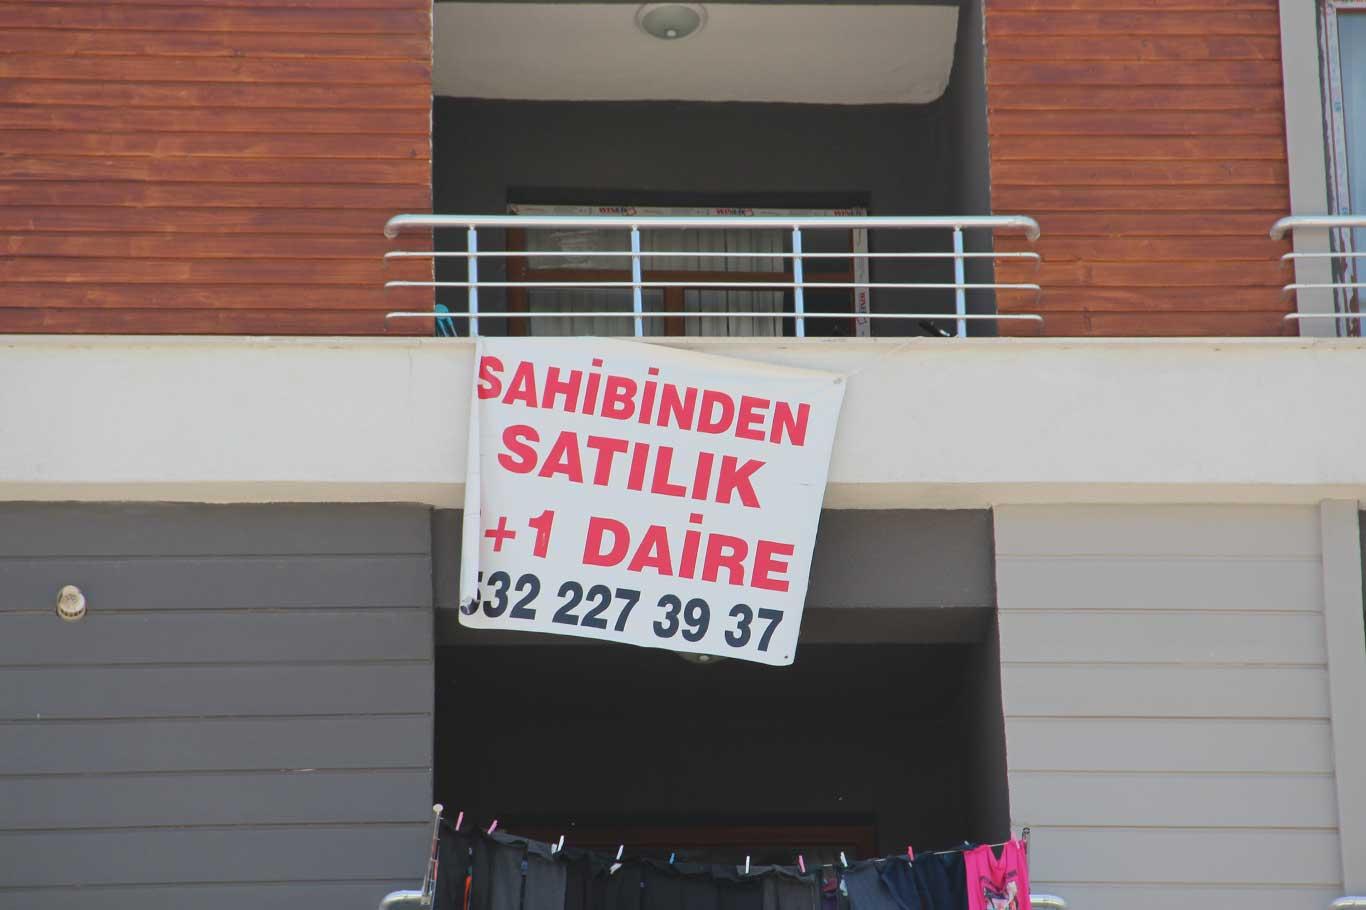 SAHİBİNDEN
SATILIK
+1 DAİRE
532 227 39 37